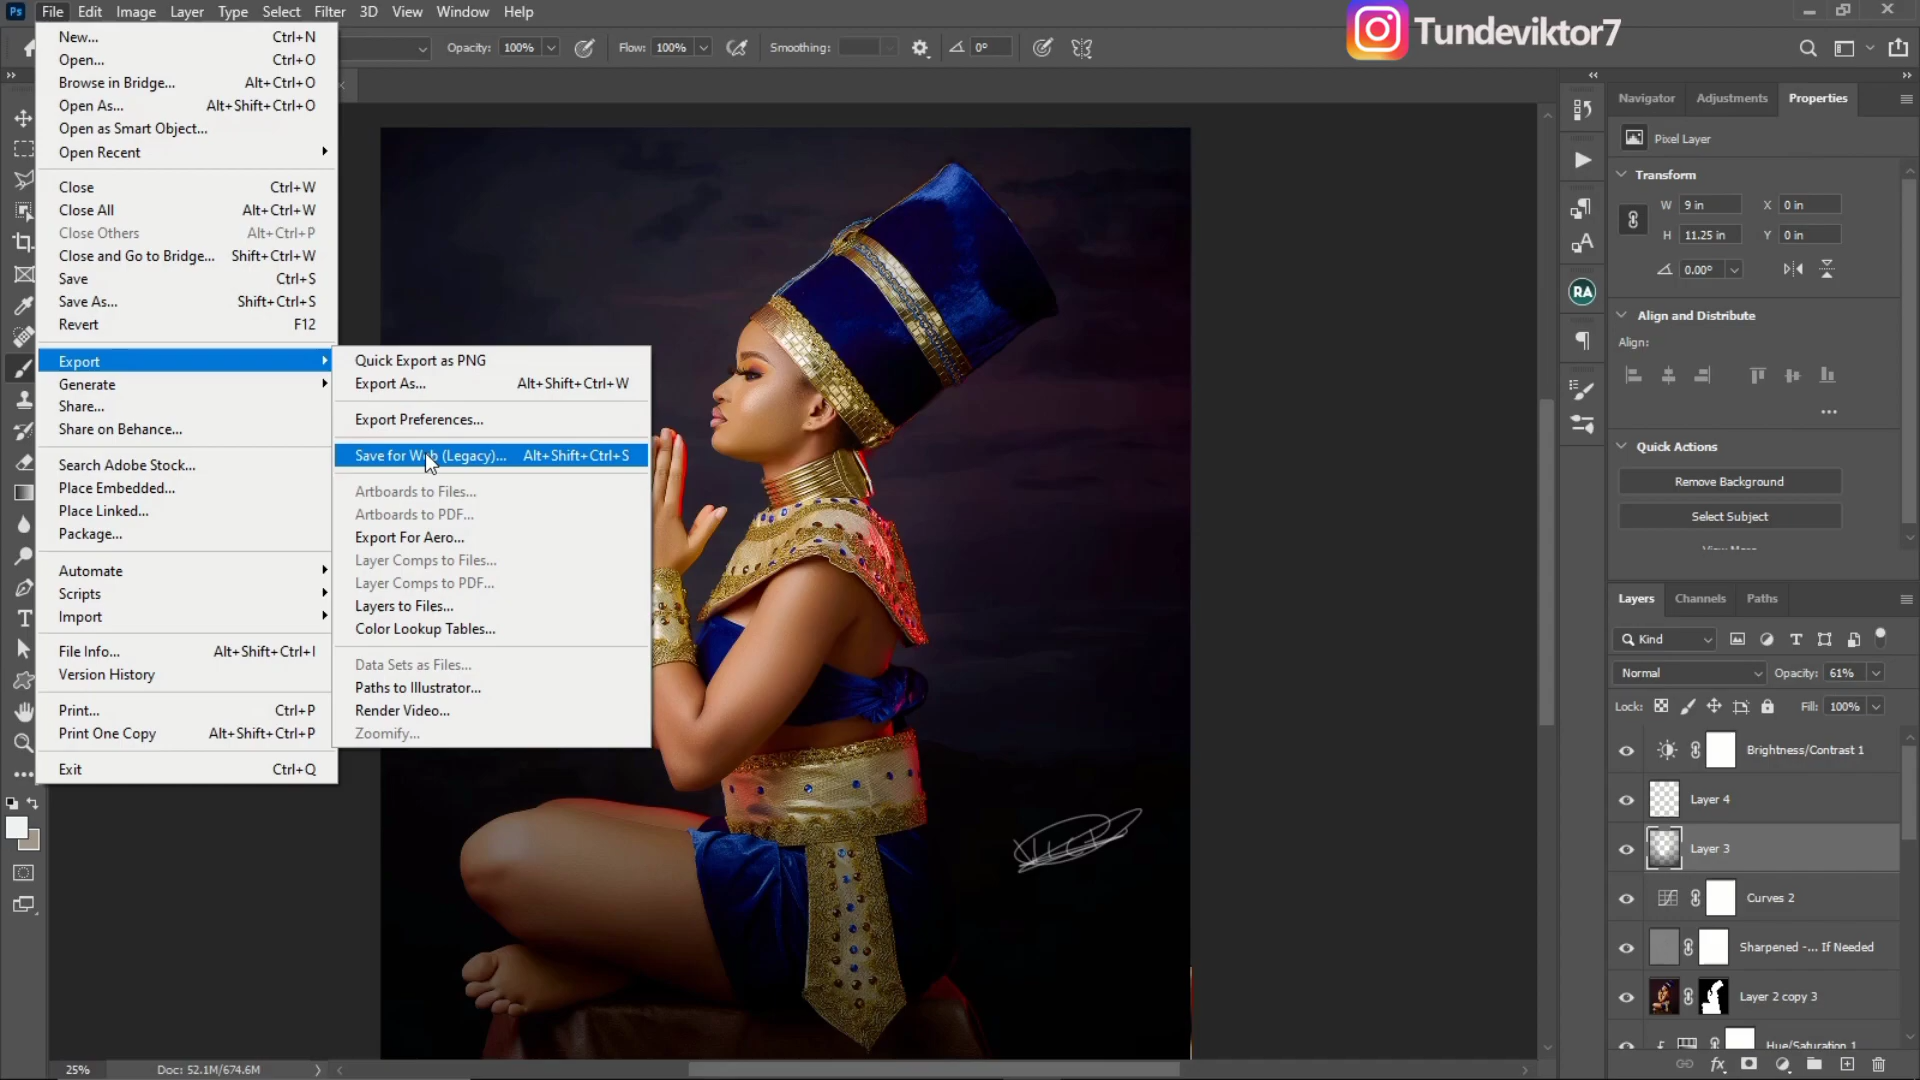 Ps File Edit Image Layer Type Select Filter 3D View Window Help
Tundeviktor7
Opacity: 100% Flow: 100% Smoothing: 0°
New... Ctrl+N
Open... Ctrl+O
Browse in Bridge... Alt+Ctrl+O
Open As... Alt+Shift+Ctrl+O
Open as Smart Object...
Open Recent
Close Ctrl+W
Close All Alt+Ctrl+W
Close Others Alt+Ctrl+P
Close and Go to Bridge... Shift+Ctrl+W
Save Ctrl+S
Save As... Shift+Ctrl+S
Revert F12
Export
Generate
Share...
Share on Behance...
Search Adobe Stock...
Place Embedded...
Place Linked...
Package...
Automate
Scripts
Import
File Info... Alt+Shift+Ctrl+I
Version History
Print... Ctrl+P
Print One Copy Alt+Shift+Ctrl+P
Exit Ctrl+Q
Quick Export as PNG
Export As... Alt+Shift+Ctrl+W
Export Preferences...
Save for Web (Legacy)... Alt+Shift+Ctrl+S
Artboards to Files...
Artboards to PDF...
Export For Aero...
Layer Comps to Files...
Layer Comps to PDF...
Layers to Files...
Color Lookup Tables...
Data Sets as Files...
Paths to Illustrator...
Render Video...
Zoomify...
Navigator Adjustments Properties
Pixel Layer
Transform
W 9 in X 0 in
H 11.25 in Y 0 in
0.00°
RA
Align and Distribute
Align:
Quick Actions
Remove Background
Select Subject
View More
Layers Channels Paths
Kind
Normal Opacity: 61%
Lock: Fill: 100%
Brightness/Contrast 1
Layer 4
Layer 3
Curves 2
Sharpened -... If Needed
Layer 2 copy 3
Hue/Saturation 1
25% Doc: 52.1M/674.6M